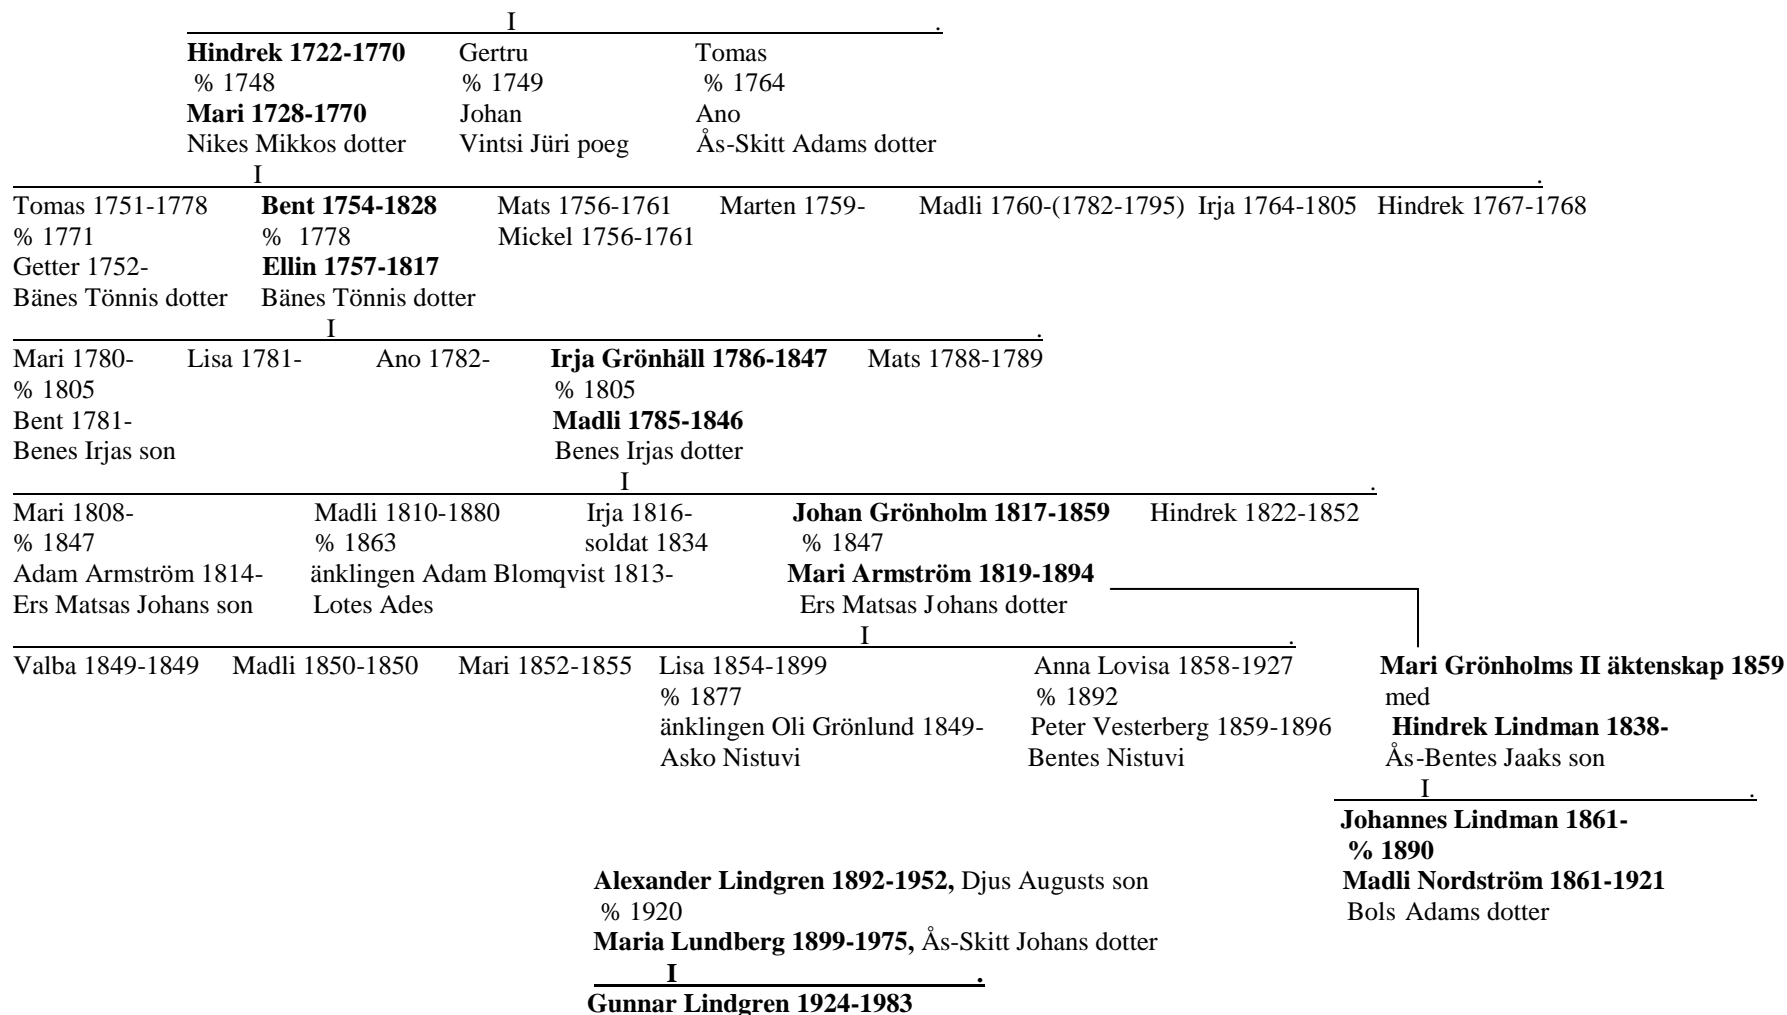 I .
Hindrek 1722-1770 Gertru Tomas
% 1748 % 1749 % 1764
Mari 1728-1770 Johan Ano
Nikes Mikkos dotter Vintsi Jüri poeg Ås-Skitt Adams dotter
I .
Tomas 1751-1778 Bent 1754-1828 Mats 1756-1761 Marten 1759- Madli 1760-(1782-1795) Irja 1764-1805 Hindrek 1767-1768
% 1771 % 1778 Mickel 1756-1761
Getter 1752- Ellin 1757-1817
Bänes Tönnis dotter Bänes Tönnis dotter
I .
Mari 1780- Lisa 1781- Ano 1782- Irja Grönhäll 1786-1847 Mats 1788-1789
% 1805 % 1805
Bent 1781- Madli 1785-1846
Benes Irjas son Benes Irjas dotter
I .
Mari 1808- Madli 1810-1880 Irja 1816- Johan Grönholm 1817-1859 Hindrek 1822-1852
% 1847 % 1863 soldat 1834 % 1847
Adam Armström 1814- änklingen Adam Blomqvist 1813- Mari Armström 1819-1894
Ers Matsas Johans son Lotes Ades Ers Matsas Johans dotter
I .
Valba 1849-1849 Madli 1850-1850 Mari 1852-1855 Lisa 1854-1899 Anna Lovisa 1858-1927 Mari Grönholms II äktenskap 1859
% 1877 % 1892 med
änklingen Oli Grönlund 1849- Peter Vesterberg 1859-1896 Hindrek Lindman 1838-
Asko Nistuvi Bentes Nistuvi Ås-Bentes Jaaks son
I .
Johannes Lindman 1861-
% 1890
Alexander Lindgren 1892-1952, Djus Augusts son Madli Nordström 1861-1921
% 1920 Bols Adams dotter
Maria Lundberg 1899-1975, Ås-Skitt Johans dotter
I .
Gunnar Lindgren 1924-1983